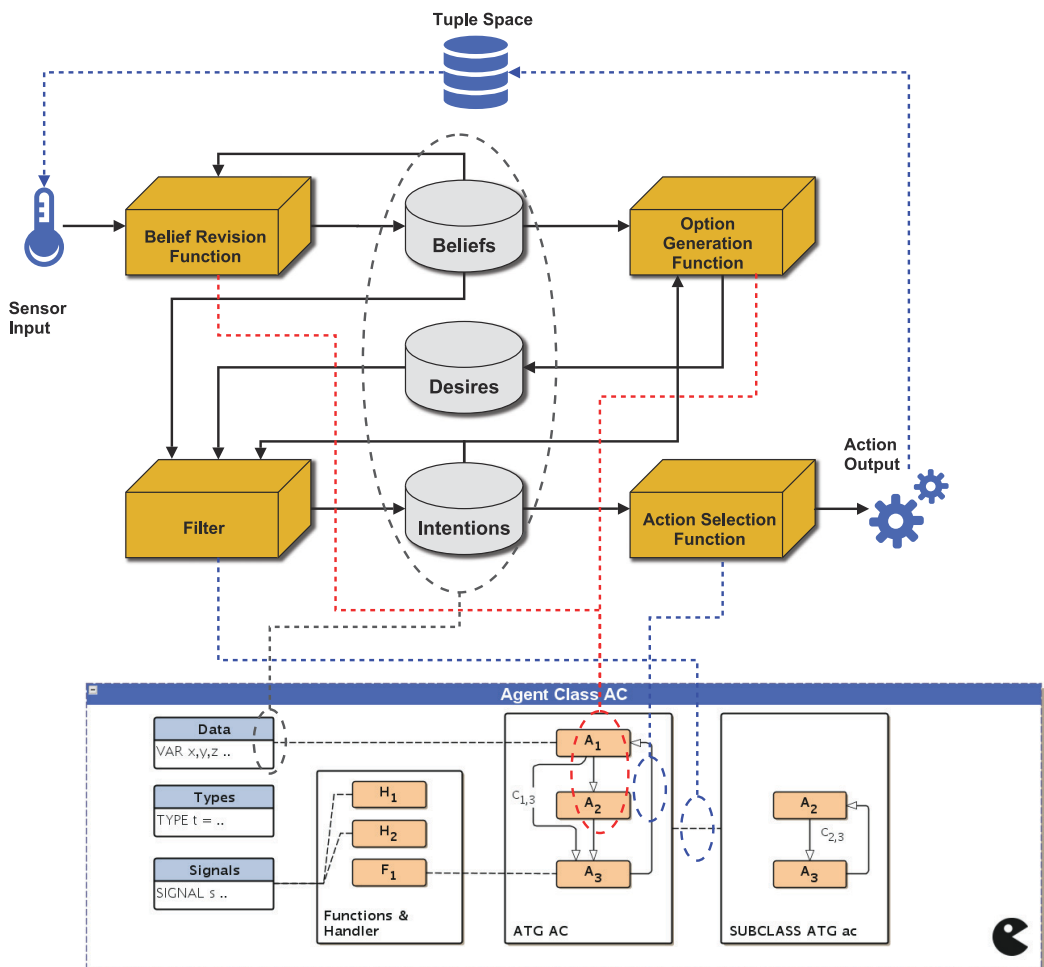 Tuple Space
Belief Revision
Function
Beliefs
Option
Generation
Function
Sensor
Input
Desires
Action
Output
Filter
Intentions
Action Selection
Function
Agent Class AC
Data
VAR x,y,z ..
Types
TYPE t = ..
Signals
SIGNAL s ..
H1
H2
F1
Functions &
Handler
A1
C1,3
A2
A3
ATG AC
A2
C2,3
A3
SUBCLASS ATG ac